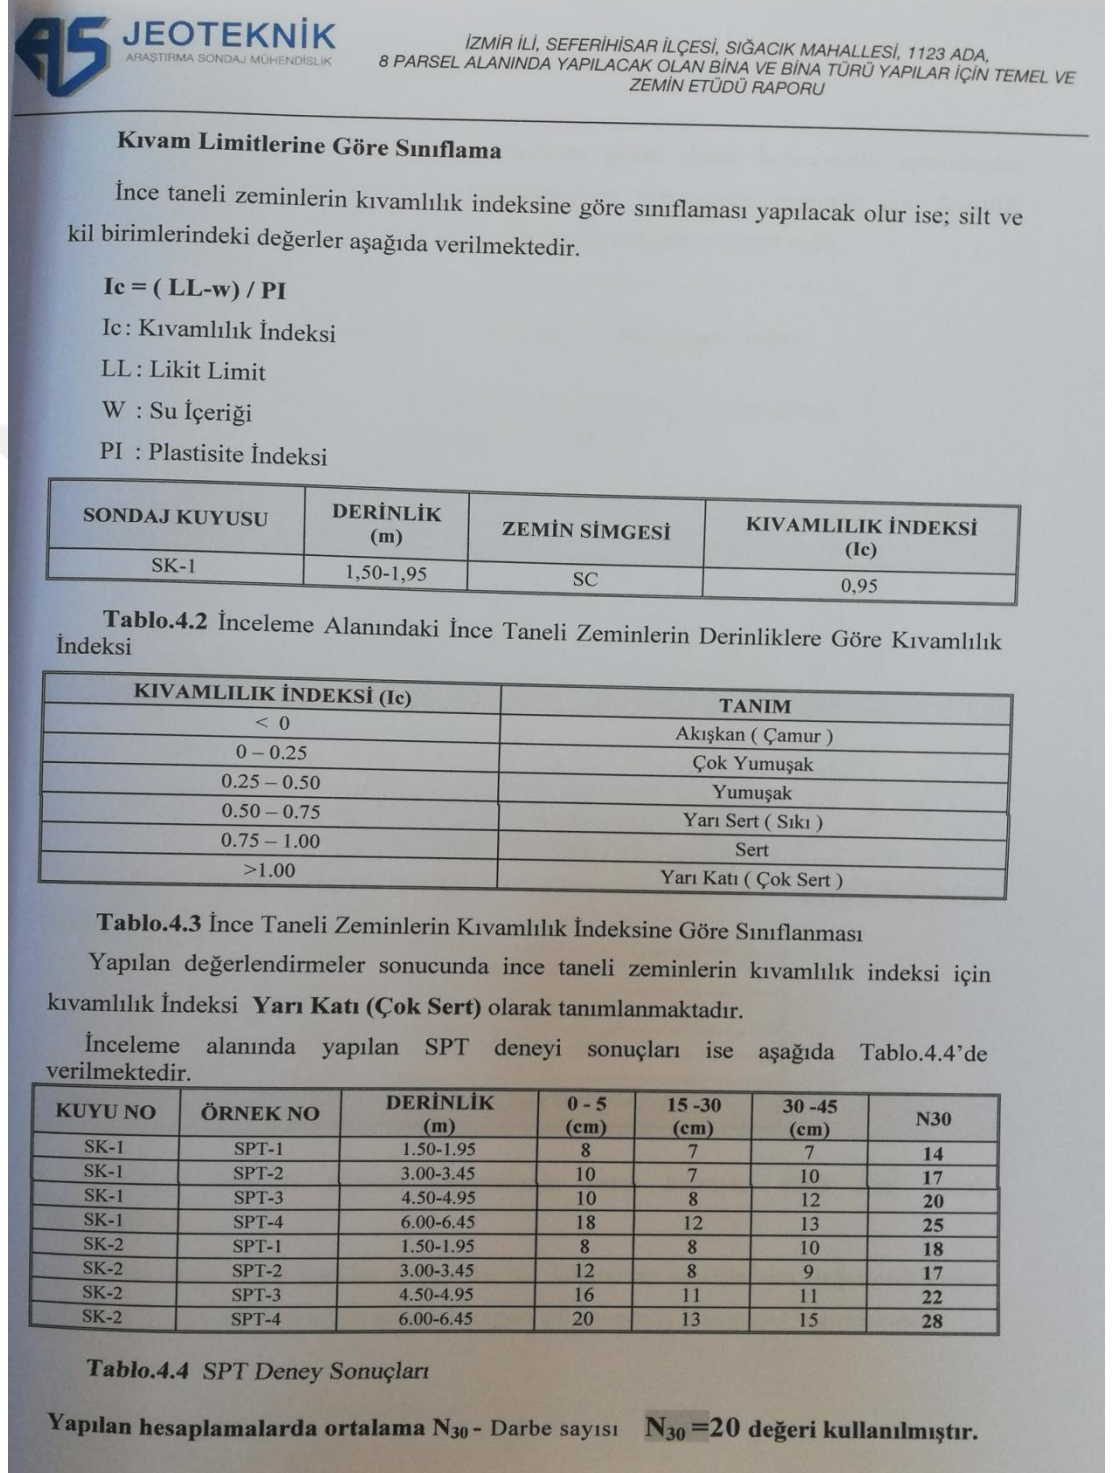 AS JEOTEKNİK
ARAŞTIRMA SONDAJ MÜHENDİSLİK
İZMİR İLİ, SEFERİHİSAR İLÇESİ, SIĞACIK MAHALLESİ, 1123 ADA,
8 PARSEL ALANINDA YAPILACAK OLAN BİNA VE BİNA TÜRÜ YAPILAR İÇİN TEMEL VE
ZEMİN ETÜDÜ RAPORU
Kıvam Limitlerine Göre Sınıflama
İnce taneli zeminlerin kıvamlılık indeksine göre sınıflaması yapılacak olur ise; silt ve
kil birimlerindeki değerler aşağıda verilmektedir.
Ic = ( LL-w) / PI
Ic : Kıvamlılık İndeksi
LL : Likit Limit
W : Su İçeriği
PI : Plastisite İndeksi
SONDAJ KUYUSU DERİNLİK (m) ZEMİN SİMGESİ KIVAMLILIK İNDEKSİ (Ic)
SK-1 1,50-1,95 SC 0,95
Tablo.4.2 İnceleme Alanındaki İnce Taneli Zeminlerin Derinliklere Göre Kıvamlılık
İndeksi
KIVAMLILIK İNDEKSİ (Ic) TANIM
< 0 Akışkan ( Çamur )
0 – 0.25 Çok Yumuşak
0.25 – 0.50 Yumuşak
0.50 – 0.75 Yarı Sert ( Sıkı )
0.75 – 1.00 Sert
>1.00 Yarı Katı ( Çok Sert )
Tablo.4.3 İnce Taneli Zeminlerin Kıvamlılık İndeksine Göre Sınıflanması
Yapılan değerlendirmeler sonucunda ince taneli zeminlerin kıvamlılık indeksi için
kıvamlılık İndeksi Yarı Katı (Çok Sert) olarak tanımlanmaktadır.
İnceleme alanında yapılan SPT deneyi sonuçları ise aşağıda Tablo.4.4'de
verilmektedir.
KUYU NO ÖRNEK NO DERİNLİK (m) 0 - 5 (cm) 15 -30 (cm) 30 -45 (cm) N30
SK-1 SPT-1 1.50-1.95 8 7 7 14
SK-1 SPT-2 3.00-3.45 10 7 10 17
SK-1 SPT-3 4.50-4.95 10 8 12 20
SK-1 SPT-4 6.00-6.45 18 12 13 25
SK-2 SPT-1 1.50-1.95 8 8 10 18
SK-2 SPT-2 3.00-3.45 12 8 9 17
SK-2 SPT-3 4.50-4.95 16 11 11 22
SK-2 SPT-4 6.00-6.45 20 13 15 28
Tablo.4.4 SPT Deney Sonuçları
Yapılan hesaplamalarda ortalama N30 - Darbe sayısı N30 =20 değeri kullanılmıştır.